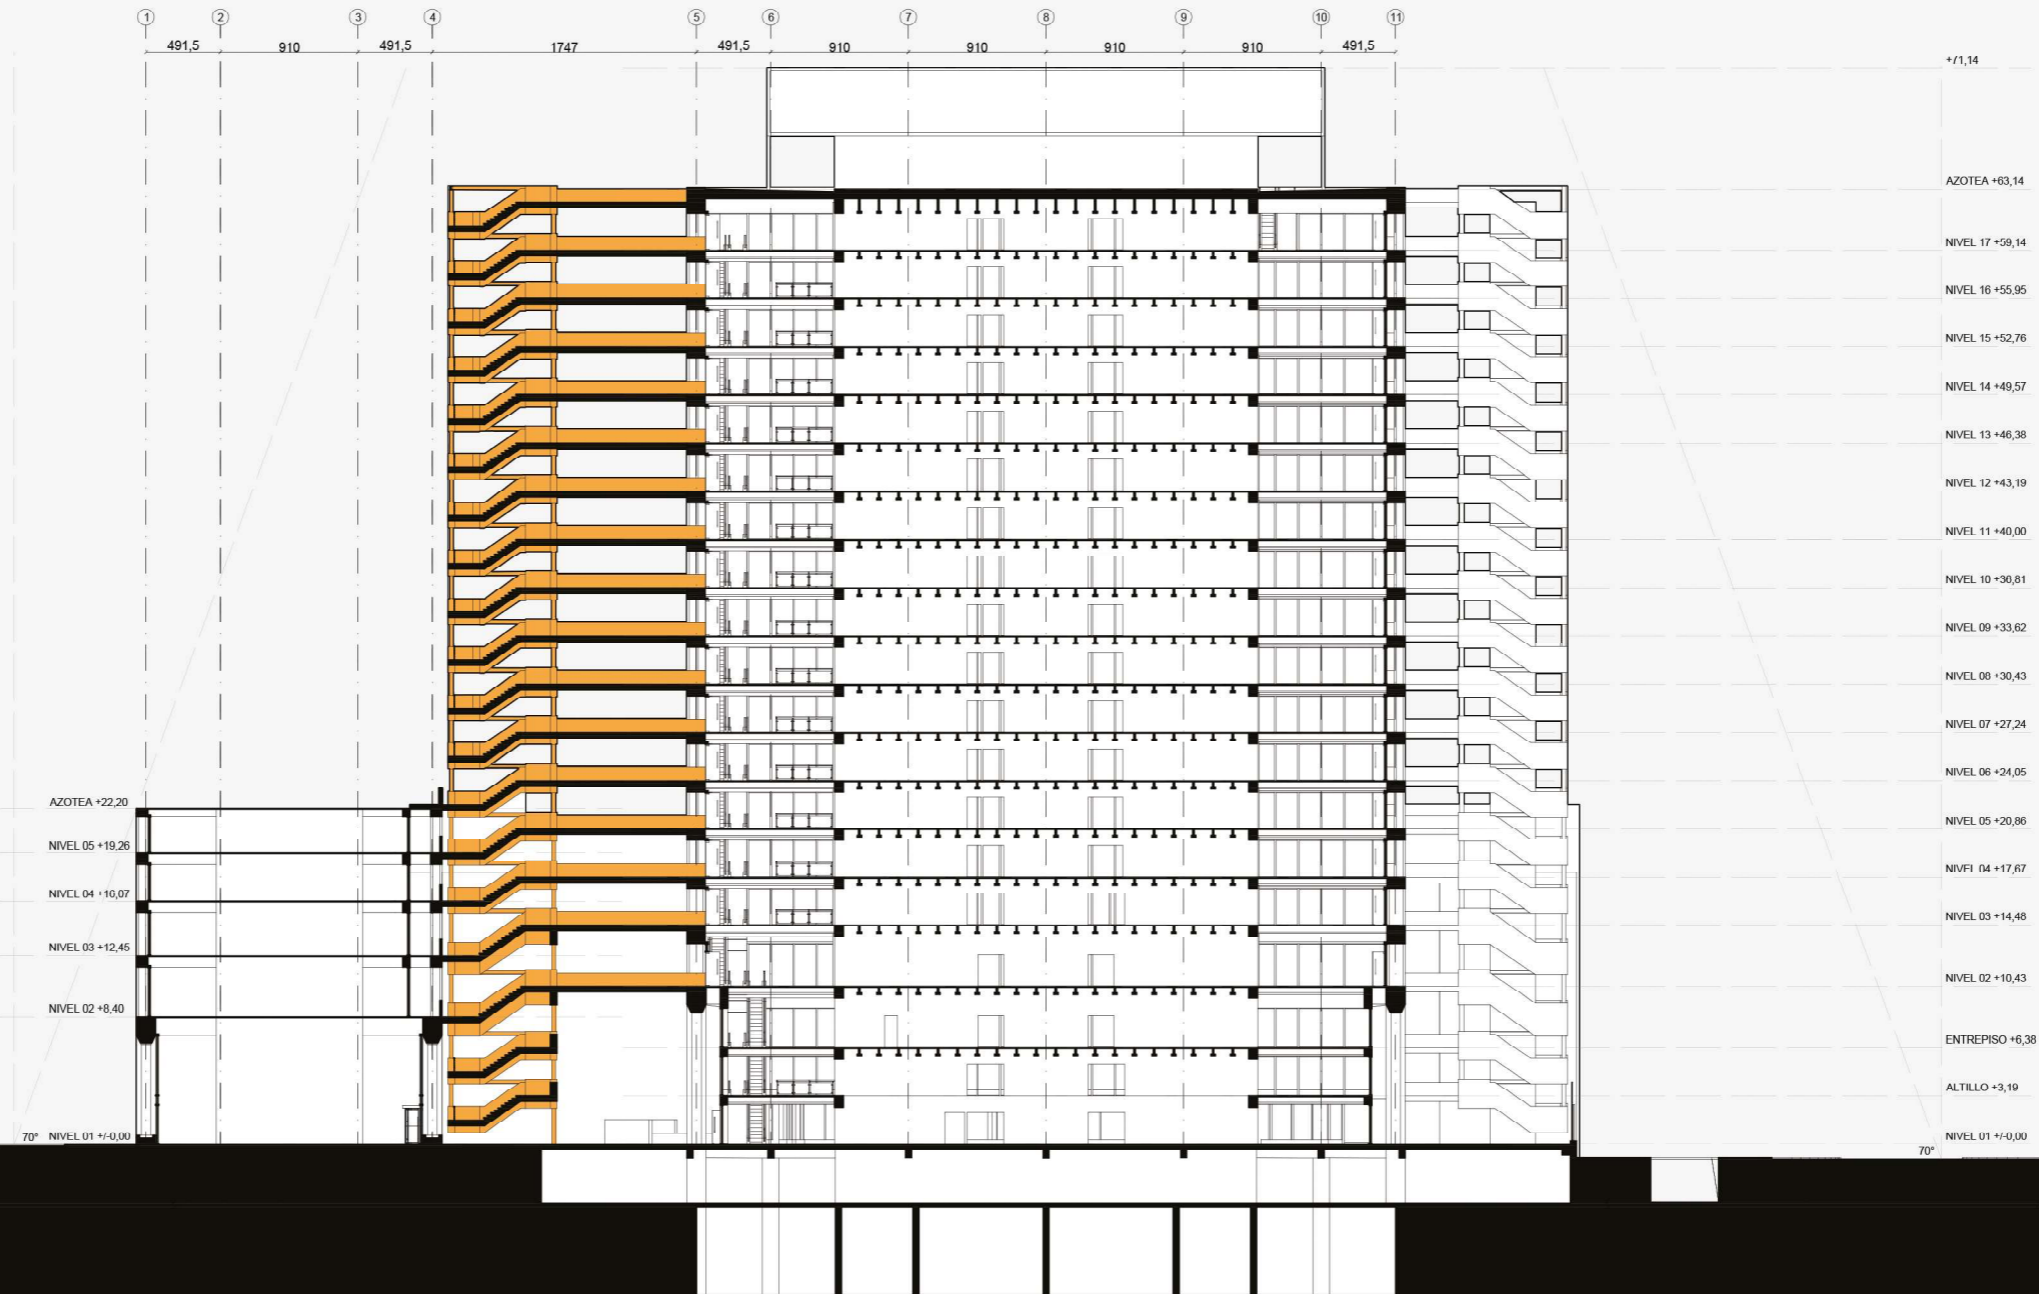 1 2 3 4 5 6 7 8 9 10 11
491,5 910 491,5 1747 491,5 910 910 910 910 491,5
+71,14
AZOTEA +63,14
NIVEL 17 +59,14
NIVEL 16 +55,95
NIVEL 15 +52,76
NIVEL 14 +49,57
NIVEL 13 +46,38
NIVEL 12 +43,19
NIVEL 11 +40,00
NIVEL 10 +36,81
NIVEL 09 +33,62
NIVEL 08 +30,43
NIVEL 07 +27,24
NIVEL 06 +24,05
NIVEL 05 +20,86
NIVEL 04 +17,67
NIVEL 03 +14,48
NIVEL 02 +10,43
ENTREPISO +6,38
ALTILLO +3,19
NIVEL 01 +/-0,00
70°
AZOTEA +22,20
NIVEL 05 +19,26
NIVEL 04 +16,07
NIVEL 03 +12,45
NIVEL 02 +8,40
70° NIVEL 01 +/-0,00